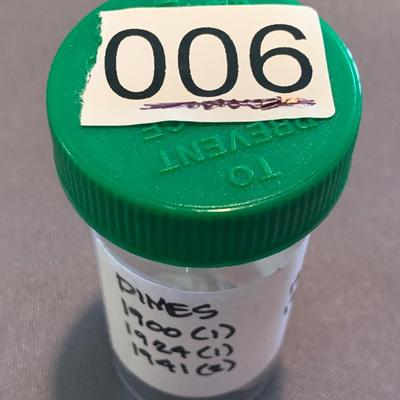 006
TO
PREVENT
DIMES
1900 (1)
1924 (1)
1941 (2)